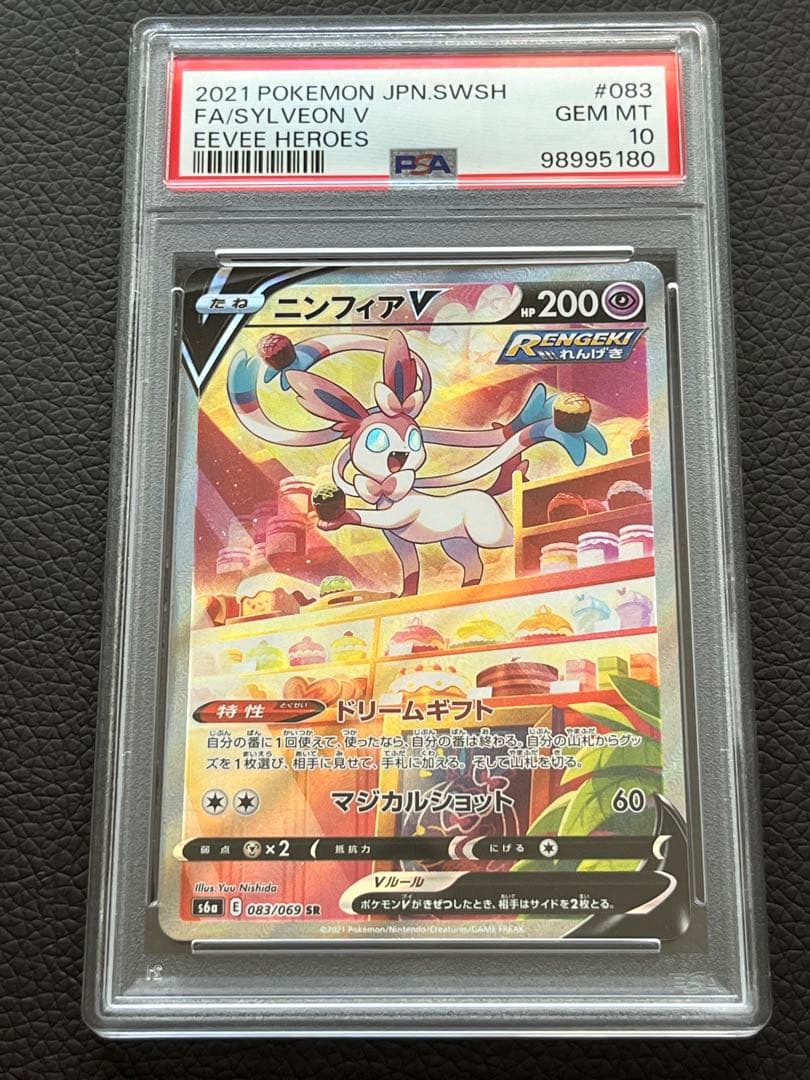 2021 POKEMON JPN.SWSH #083
FA/SYLVEON V GEM MT
EEVEE HEROES 10
PSA 98995180
たね ニンフィアV HP 200
RENGEKI
れんげき
特性 とくせい ドリームギフト
自分の番に1回使えて、使ったなら、自分の番は終わる。自分の山札からグッ
ズを1枚選び、相手に見せて、手札に加える。そして山札を切る。
マジカルショット 60
弱点 ×2 抵抗力 にげる
Vルール
ポケモンVがきぜつしたとき、相手はサイドを2枚とる。
Illus. Yuu Nishida
s6a E 083/069 SR
©2021 Pokémon/Nintendo/Creatures/GAME FREAK
PSA